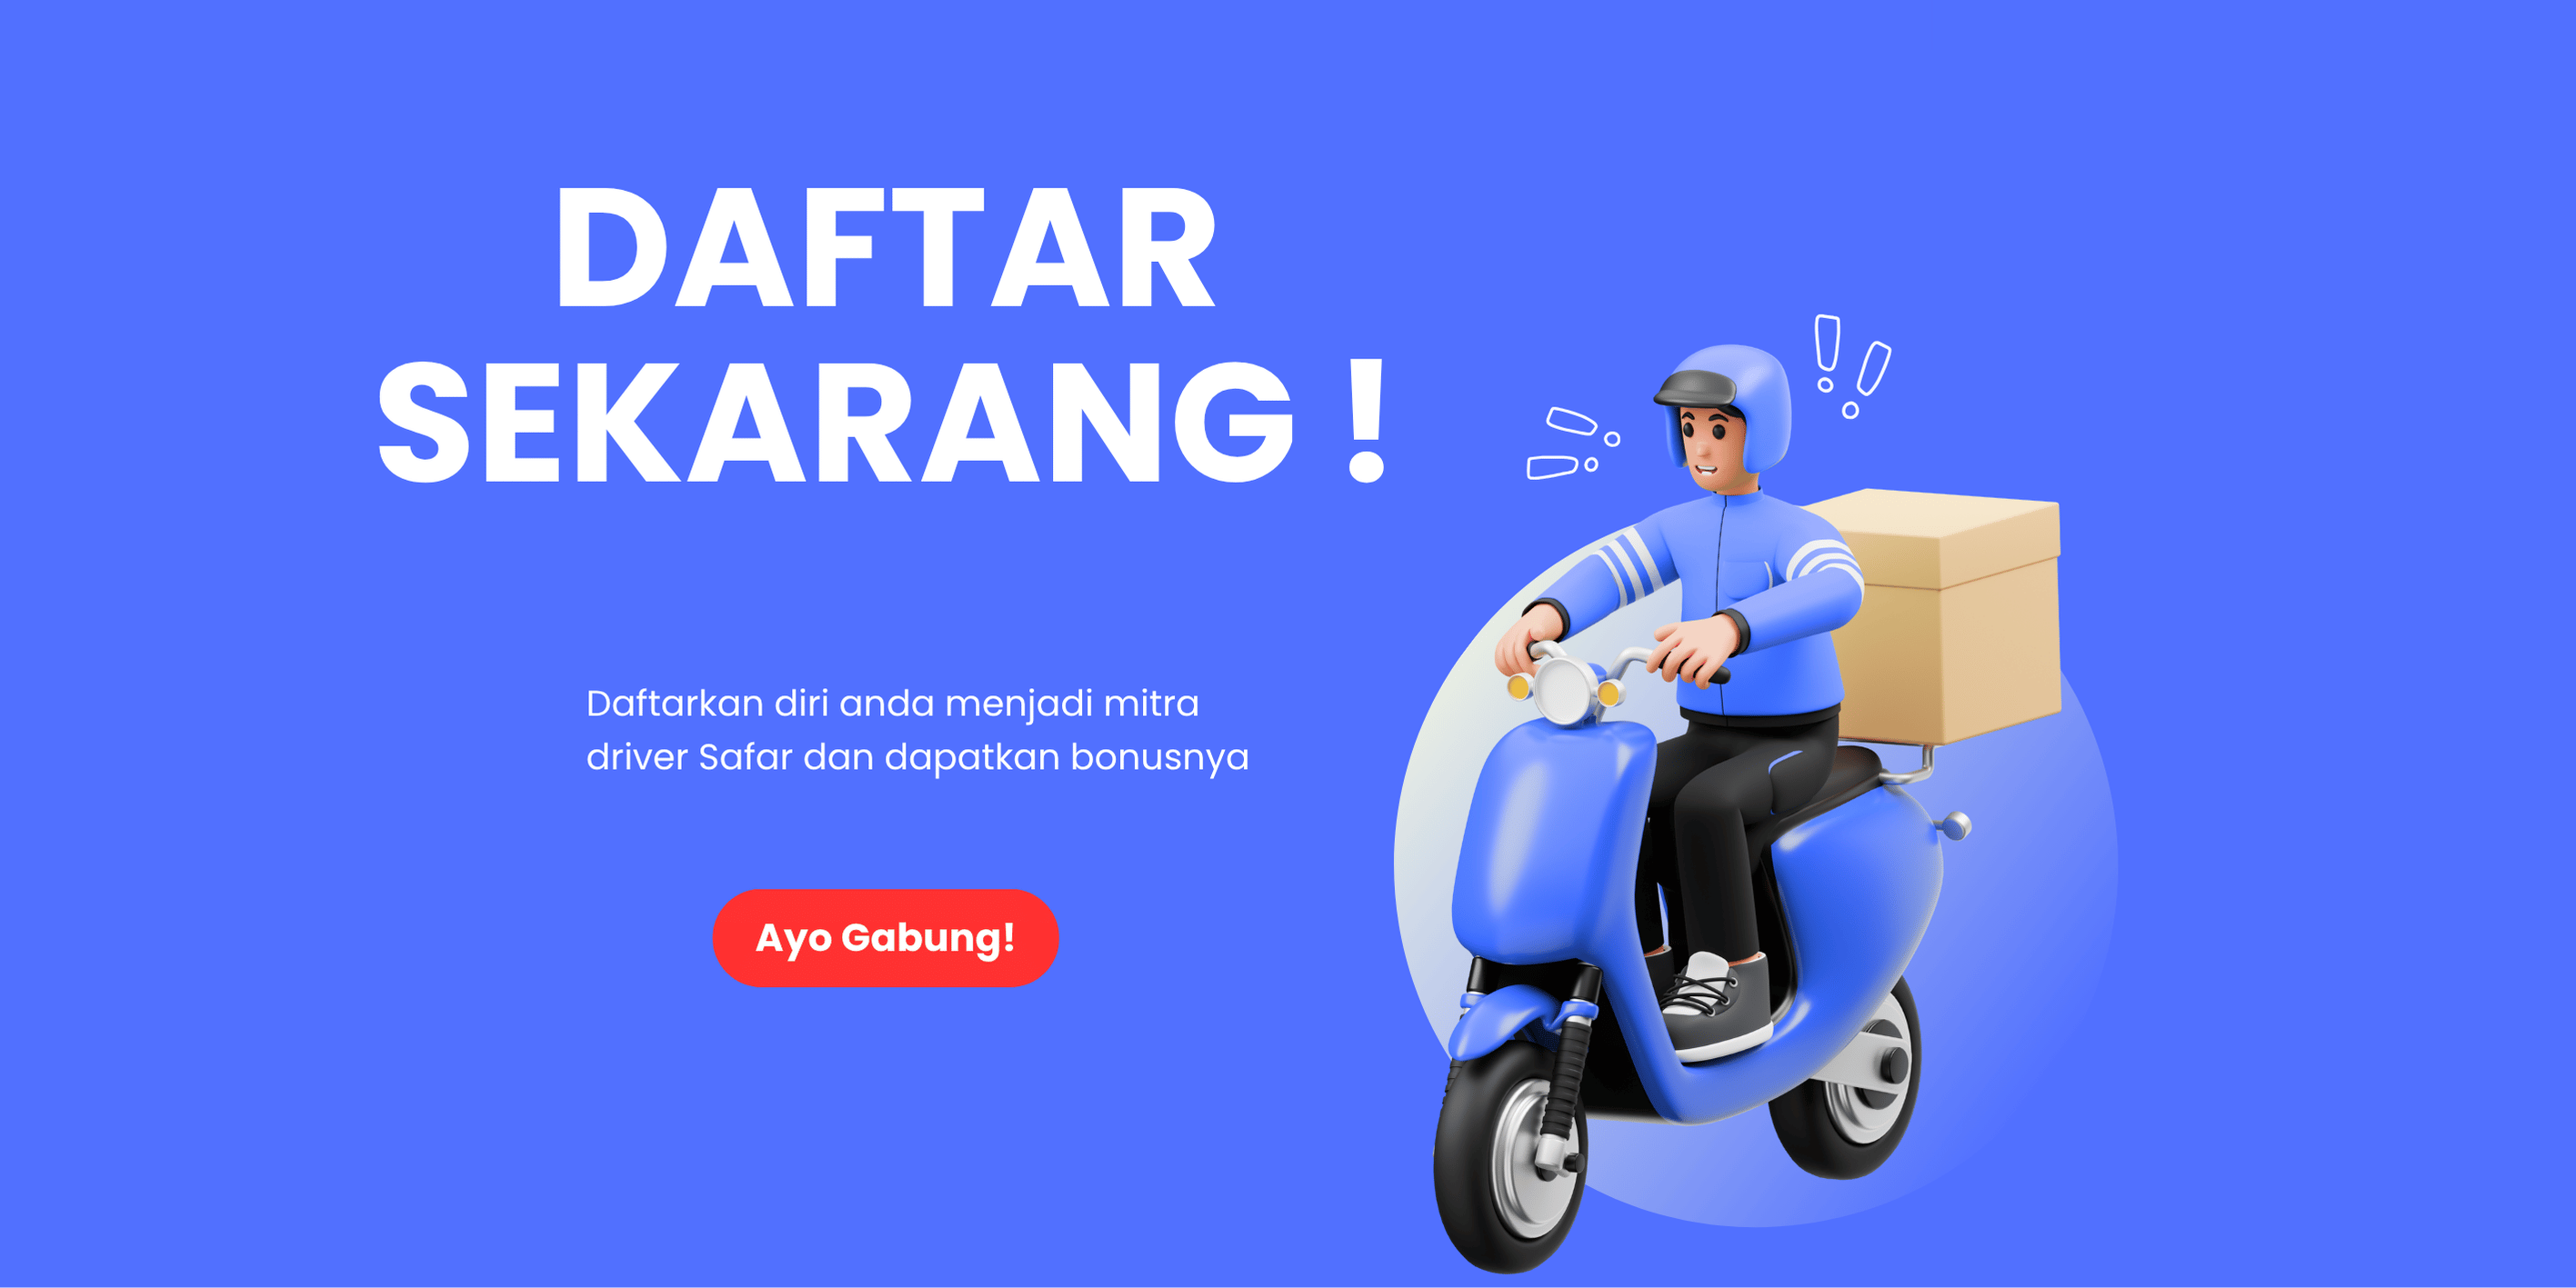 DAFTAR
SEKARANG !
Daftarkan diri anda menjadi mitra
driver Safar dan dapatkan bonusnya
Ayo Gabung!